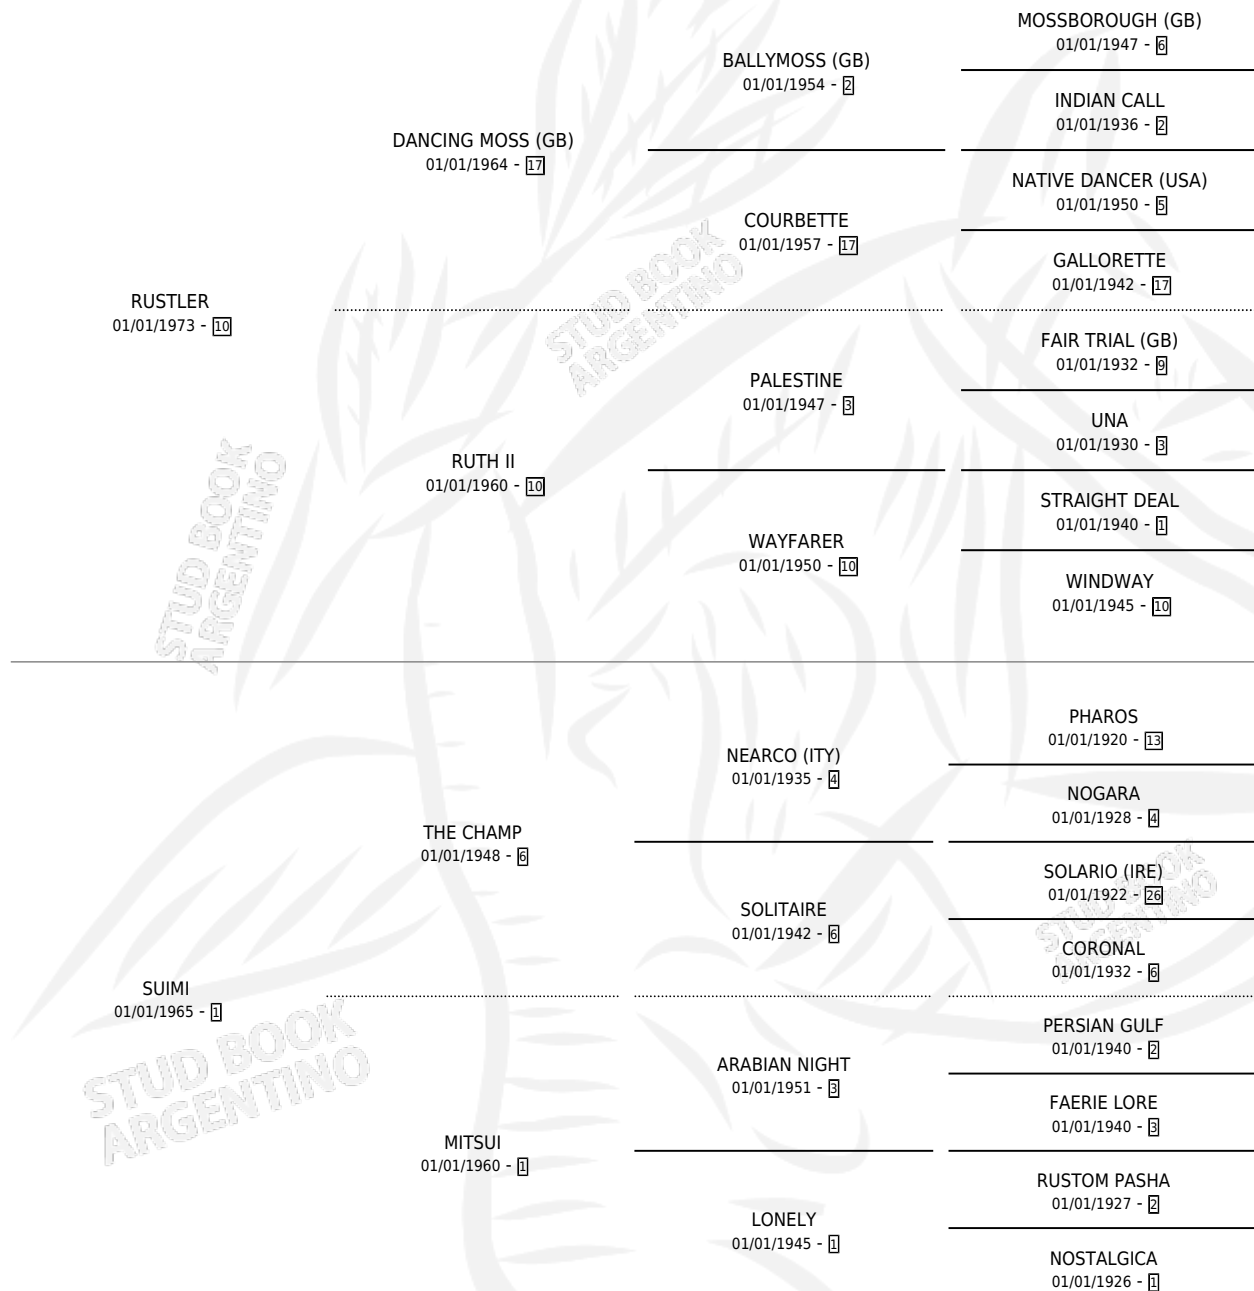 MOSSBOROUGH (GB)
01/01/1947 - 6
BALLYMOSS (GB)
01/01/1954 - 2
INDIAN CALL
01/01/1936 - 2
DANCING MOSS (GB)
01/01/1964 - 17
NATIVE DANCER (USA)
01/01/1950 - 5
COURBETTE
01/01/1957 - 17
GALLORETTE
01/01/1942 - 17
RUSTLER
01/01/1973 - 10
FAIR TRIAL (GB)
01/01/1932 - 9
PALESTINE
01/01/1947 - 3
UNA
01/01/1930 - 3
RUTH II
01/01/1960 - 10
STRAIGHT DEAL
01/01/1940 - 1
WAYFARER
01/01/1950 - 10
WINDWAY
01/01/1945 - 10
PHAROS
01/01/1920 - 13
NEARCO (ITY)
01/01/1935 - 4
NOGARA
01/01/1928 - 4
THE CHAMP
01/01/1948 - 6
SOLARIO (IRE)
01/01/1922 - 26
SOLITAIRE
01/01/1942 - 6
CORONAL
01/01/1932 - 6
SUIMI
01/01/1965 - 1
PERSIAN GULF
01/01/1940 - 2
ARABIAN NIGHT
01/01/1951 - 3
FAERIE LORE
01/01/1940 - 3
MITSUI
01/01/1960 - 1
RUSTOM PASHA
01/01/1927 - 2
LONELY
01/01/1945 - 1
NOSTALGICA
01/01/1926 - 1
STUD BOOK
ARGENTINO
STUD BOOK
ARGENTINO
STUD BOOK
ARGENTINO
STUD BOOK
ARGENTINO